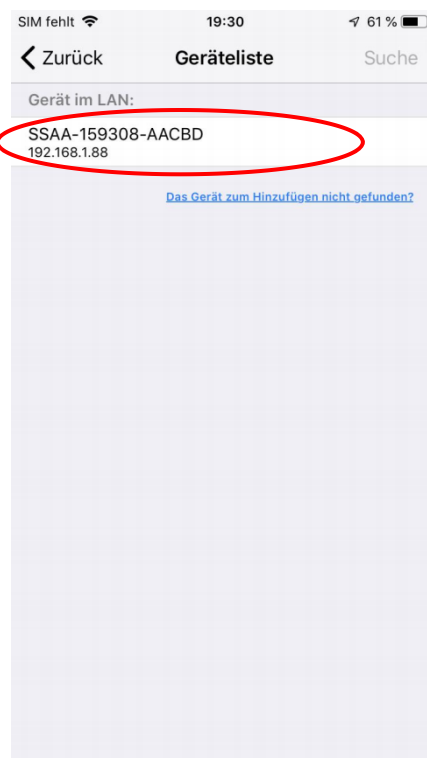 SIM fehlt 19:30 61 %
Zurück Geräteliste Suche
Gerät im LAN:
SSAA-159308-AACBD
192.168.1.88
Das Gerät zum Hinzufügen nicht gefunden?